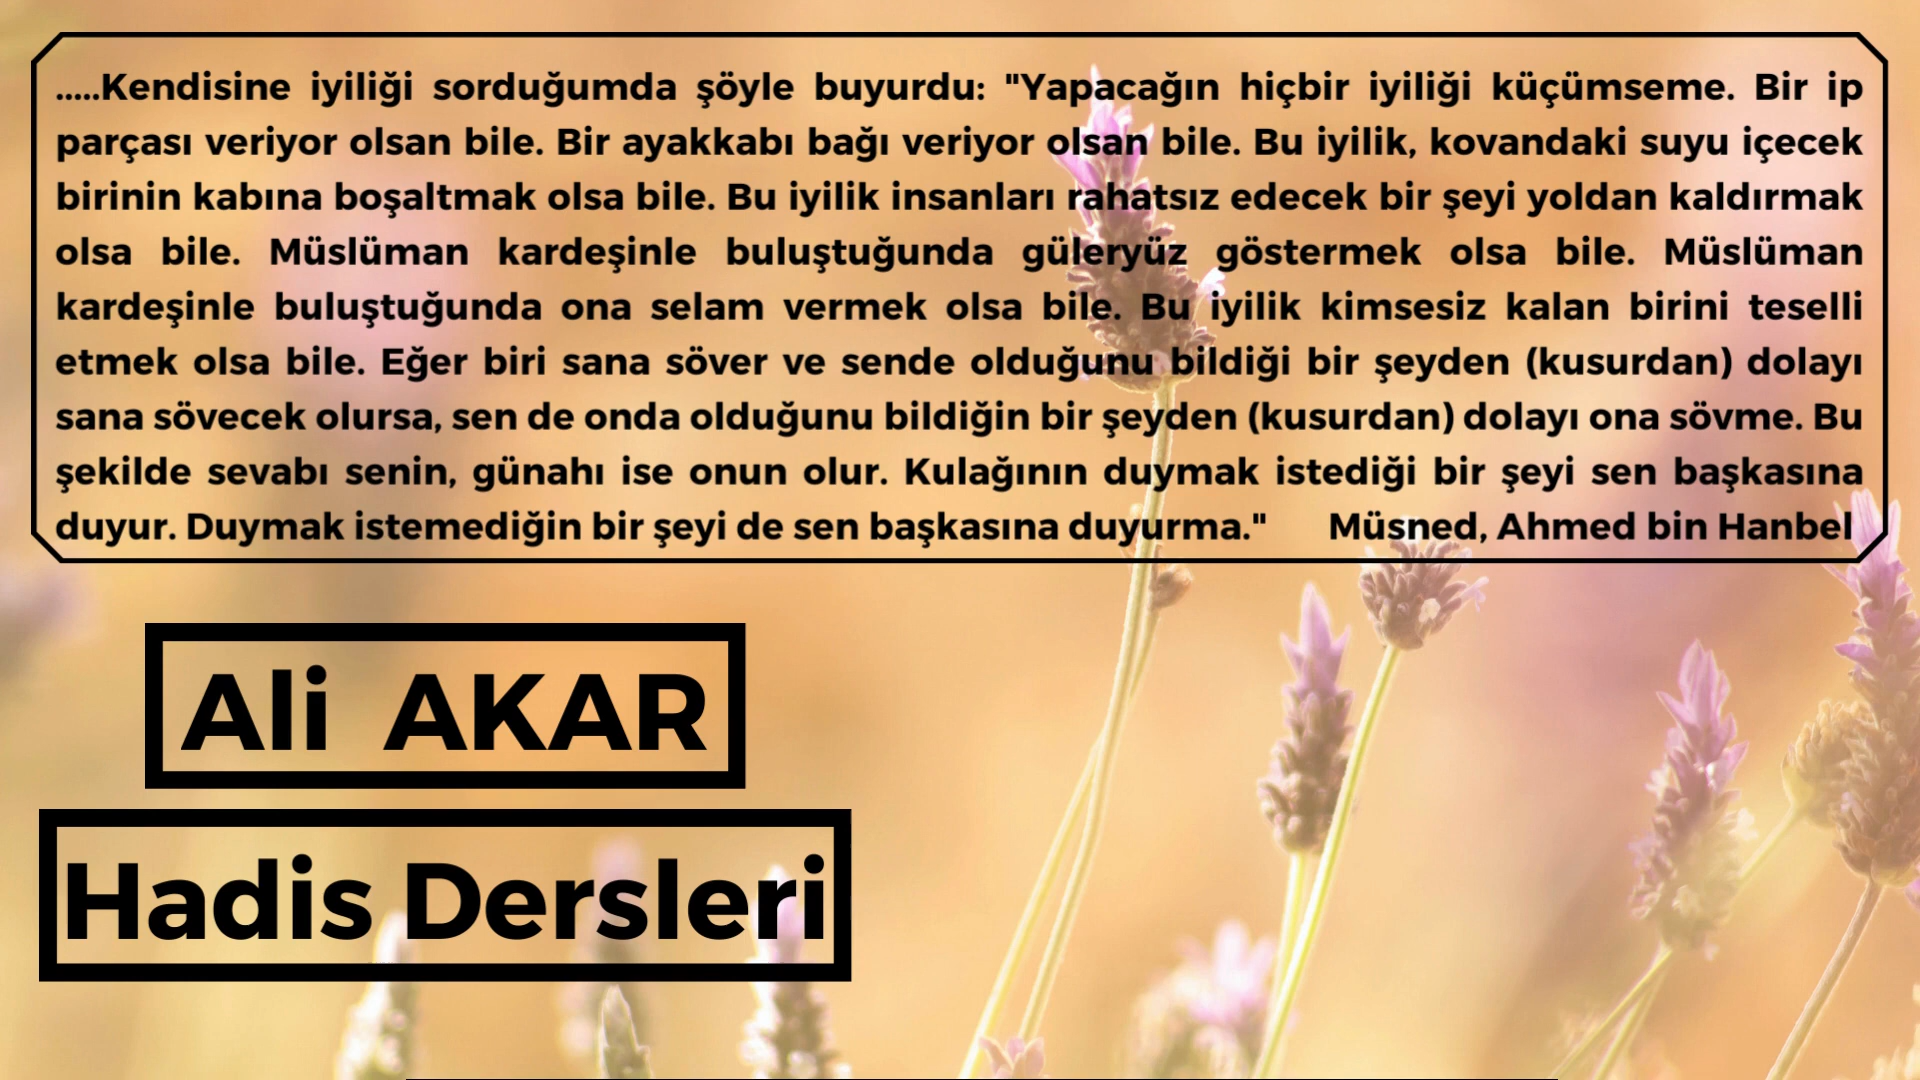 .....Kendisine iyiliği sorduğumda şöyle buyurdu: "Yapacağın hiçbir iyiliği küçümseme. Bir ip
parçası veriyor olsan bile. Bir ayakkabı bağı veriyor olsan bile. Bu iyilik, kovandaki suyu içecek
birinin kabına boşaltmak olsa bile. Bu iyilik insanları rahatsız edecek bir şeyi yoldan kaldırmak
olsa bile. Müslüman kardeşinle buluştuğunda güleryüz göstermek olsa bile. Müslüman
kardeşinle buluştuğunda ona selam vermek olsa bile. Bu iyilik kimsesiz kalan birini teselli
etmek olsa bile. Eğer biri sana söver ve sende olduğunu bildiği bir şeyden (kusurdan) dolayı
sana sövecek olursa, sen de onda olduğunu bildiğin bir şeyden (kusurdan) dolayı ona sövme. Bu
şekilde sevabı senin, günahı ise onun olur. Kulağının duymak istediği bir şeyi sen başkasına
duyur. Duymak istemediğin bir şeyi de sen başkasına duyurma." Müsned, Ahmed bin Hanbel
Ali AKAR
Hadis Dersleri